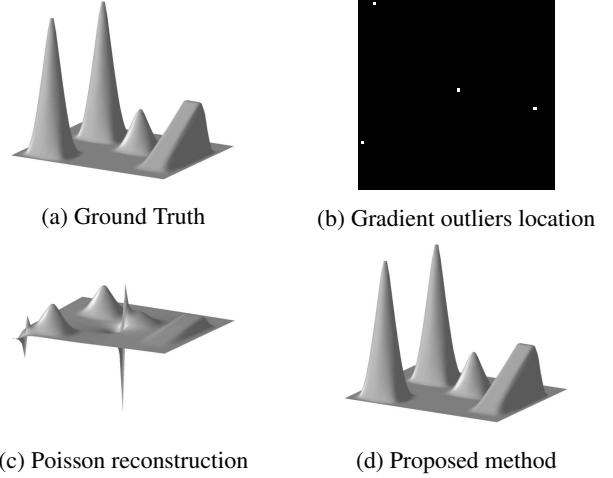 (a) Ground Truth
(b) Gradient outliers location
(c) Poisson reconstruction
(d) Proposed method